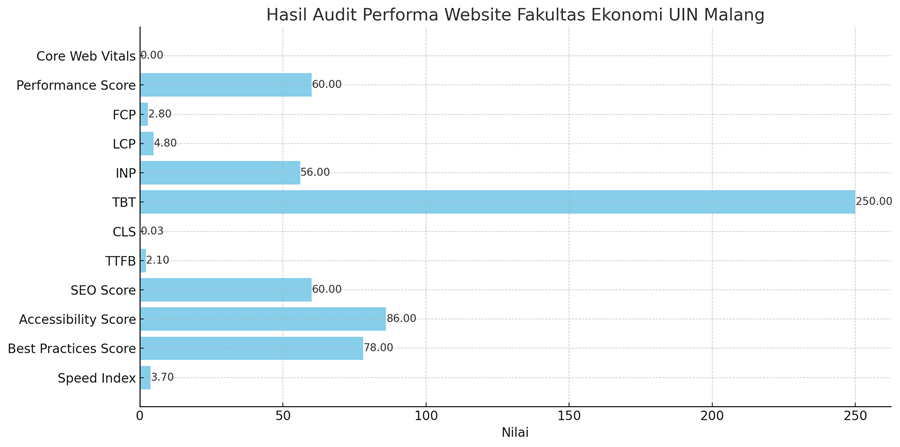 Hasil Audit Performa Website Fakultas Ekonomi UIN Malang
Core Web Vitals 0.00
Performance Score 60.00
FCP 2.80
LCP 4.80
INP 56.00
TBT 250.00
CLS 0.03
TTFB 2.10
SEO Score 60.00
Accessibility Score 86.00
Best Practices Score 78.00
Speed Index 3.70
0 50 100 150 200 250
Nilai